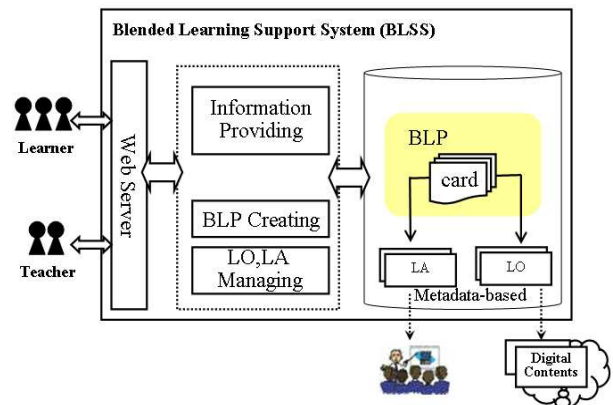 Blended Learning Support System (BLSS)
Learner
Teacher
Web Server
Information
Providing
BLP Creating
LO,LA
Managing
BLP
card
LA
LO
Metadata-based
Digital
Contents